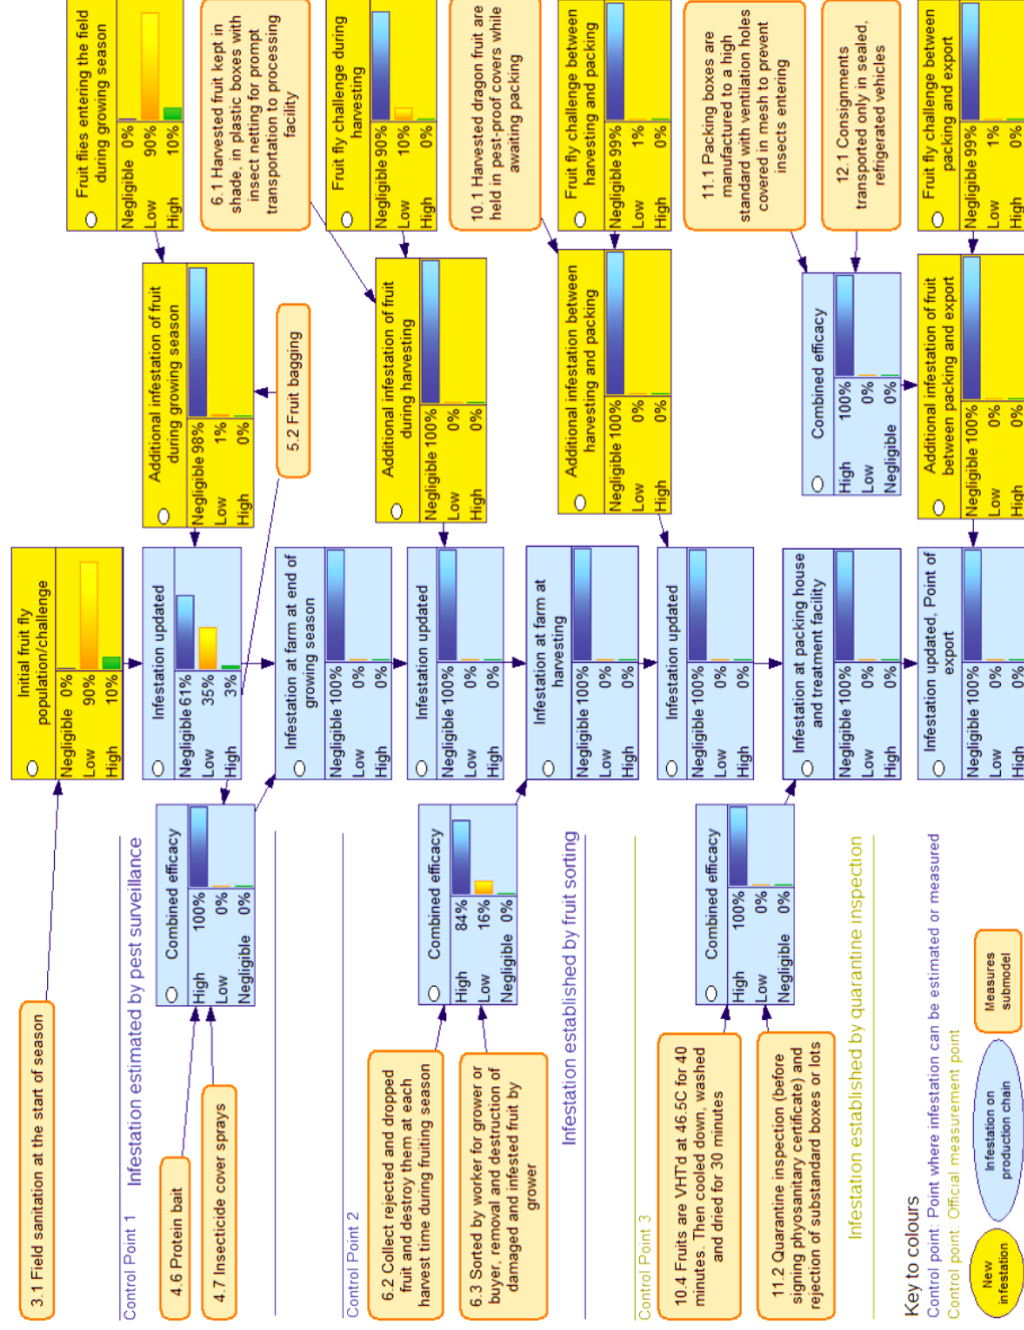 3.1 Field sanitation at the start of season
Initial fruit fly
population/challenge
Negligible 0%
Low 90%
High 10%
Fruit flies entering the field
during growing season
Negligible 0%
Low 90%
High 10%
Control Point 1
Infestation estimated by pest surveillance
Infestation updated
Negligible 61%
Low 35%
High 3%
Additional infestation of fruit
during growing season
Negligible 98%
Low 1%
High 0%
4.6 Protein bait
4.7 Insecticide cover sprays
Combined efficacy
High 100%
Low 0%
Negligible 0%
5.2 Fruit bagging
6.1 Harvested fruit kept in
shade, in plastic boxes with
insect netting for prompt
transportation to processing
facility
Infestation at farm at end of
growing season
Negligible 100%
Low 0%
High 0%
Control Point 2
Infestation updated
Negligible 100%
Low 0%
High 0%
Additional infestation of fruit
during harvesting
Negligible 100%
Low 0%
High 0%
Fruit fly challenge during
harvesting
Negligible 90%
Low 10%
High 0%
6.2 Collect rejected and dropped
fruit and destroy them at each
harvest time during fruiting season
6.3 Sorted by worker for grower or
buyer, removal and destruction of
damaged and infested fruit by
grower
Combined efficacy
High 84%
Low 16%
Negligible 0%
Infestation at farm at
harvesting
Negligible 100%
Low 0%
High 0%
10.1 Harvested dragon fruit are
held in pest-proof covers while
awaiting packing
Infestation established by fruit sorting
Control Point 3
Infestation updated
Negligible 100%
Low 0%
High 0%
Additional infestation between
harvesting and packing
Negligible 100%
Low 0%
High 0%
Fruit fly challenge between
harvesting and packing
Negligible 99%
Low 1%
High 0%
10.4 Fruits are VHTd at 46.5C for 40
minutes. Then cooled down, washed
and dried for 30 minutes
11.2 Quarantine inspection (before
signing phyosanitary certificate) and
rejection of substandard boxes or lots
Combined efficacy
High 100%
Low 0%
Negligible 0%
Infestation at packing house
and treatment facility
Negligible 100%
Low 0%
High 0%
Combined efficacy
High 100%
Low 0%
Negligible 0%
11.1 Packing boxes are
manufactured to a high
standard with ventilation holes
covered in mesh to prevent
insects entering
12.1 Consignments
transported only in sealed,
refrigerated vehicles
Infestation established by quarantine inspection
Infestation updated, Point of
export
Negligible 100%
Low 0%
High 0%
Additional infestation of fruit
between packing and export
Negligible 100%
Low 0%
High 0%
Fruit fly challenge between
packing and export
Negligible 99%
Low 1%
High 0%
Key to colours
Control point: Point where infestation can be estimated or measured
Control point: Official measurement point
New
infestation
Infestation on
production chain
Measures
submodel